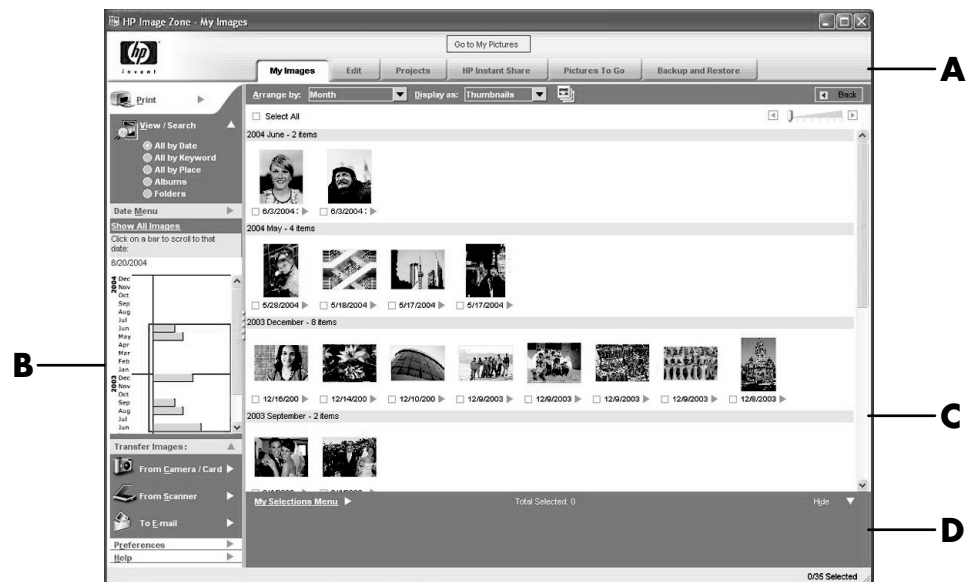 HP Image Zone - My Images
Go to My Pictures
hp
invent
My Images Edit Projects HP Instant Share Pictures To Go Backup and Restore
A
Print
Arrange by: Month Display as: Thumbnails Back
View / Search
All by Date
All by Keyword
All by Place
Albums
Folders
Date Menu
Show All Images
Click on a bar to scroll to that
date:
8/20/2004
2004
Dec
Nov
Oct
Sep
Aug
Jul
Jun
May
Apr
Mar
Feb
Jan
2003
Dec
Nov
Oct
Sep
Aug
Jul
Jun
B
Transfer Images:
From Camera / Card
From Scanner
To E-mail
Preferences
Help
Select All
2004 June - 2 items
6/3/2004 : 6/3/2004 :
2004 May - 4 items
5/28/2004 5/18/2004 5/17/2004 5/17/2004
2003 December - 8 items
12/16/200 12/14/200 12/10/200 12/9/2003 12/9/2003 12/9/2003 12/9/2003 12/8/2003
2003 September - 2 items
C
My Selections Menu Total Selected: 0 Hide
D
0/35 Selected